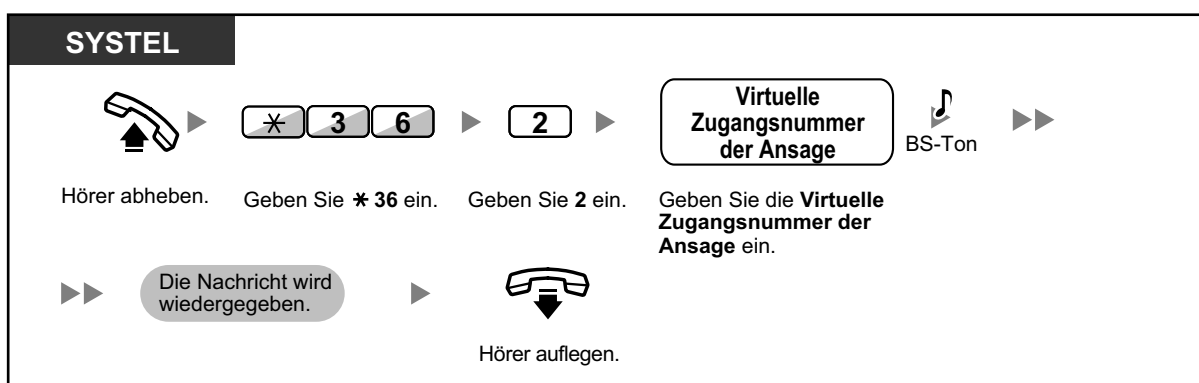 SYSTEL
✳ 3 6
2
Virtuelle
Zugangsnummer
der Ansage
BS-Ton
Hörer abheben.
Geben Sie ✳ 36 ein.
Geben Sie 2 ein.
Geben Sie die Virtuelle
Zugangsnummer der
Ansage ein.
Die Nachricht wird
wiedergegeben.
Hörer auflegen.